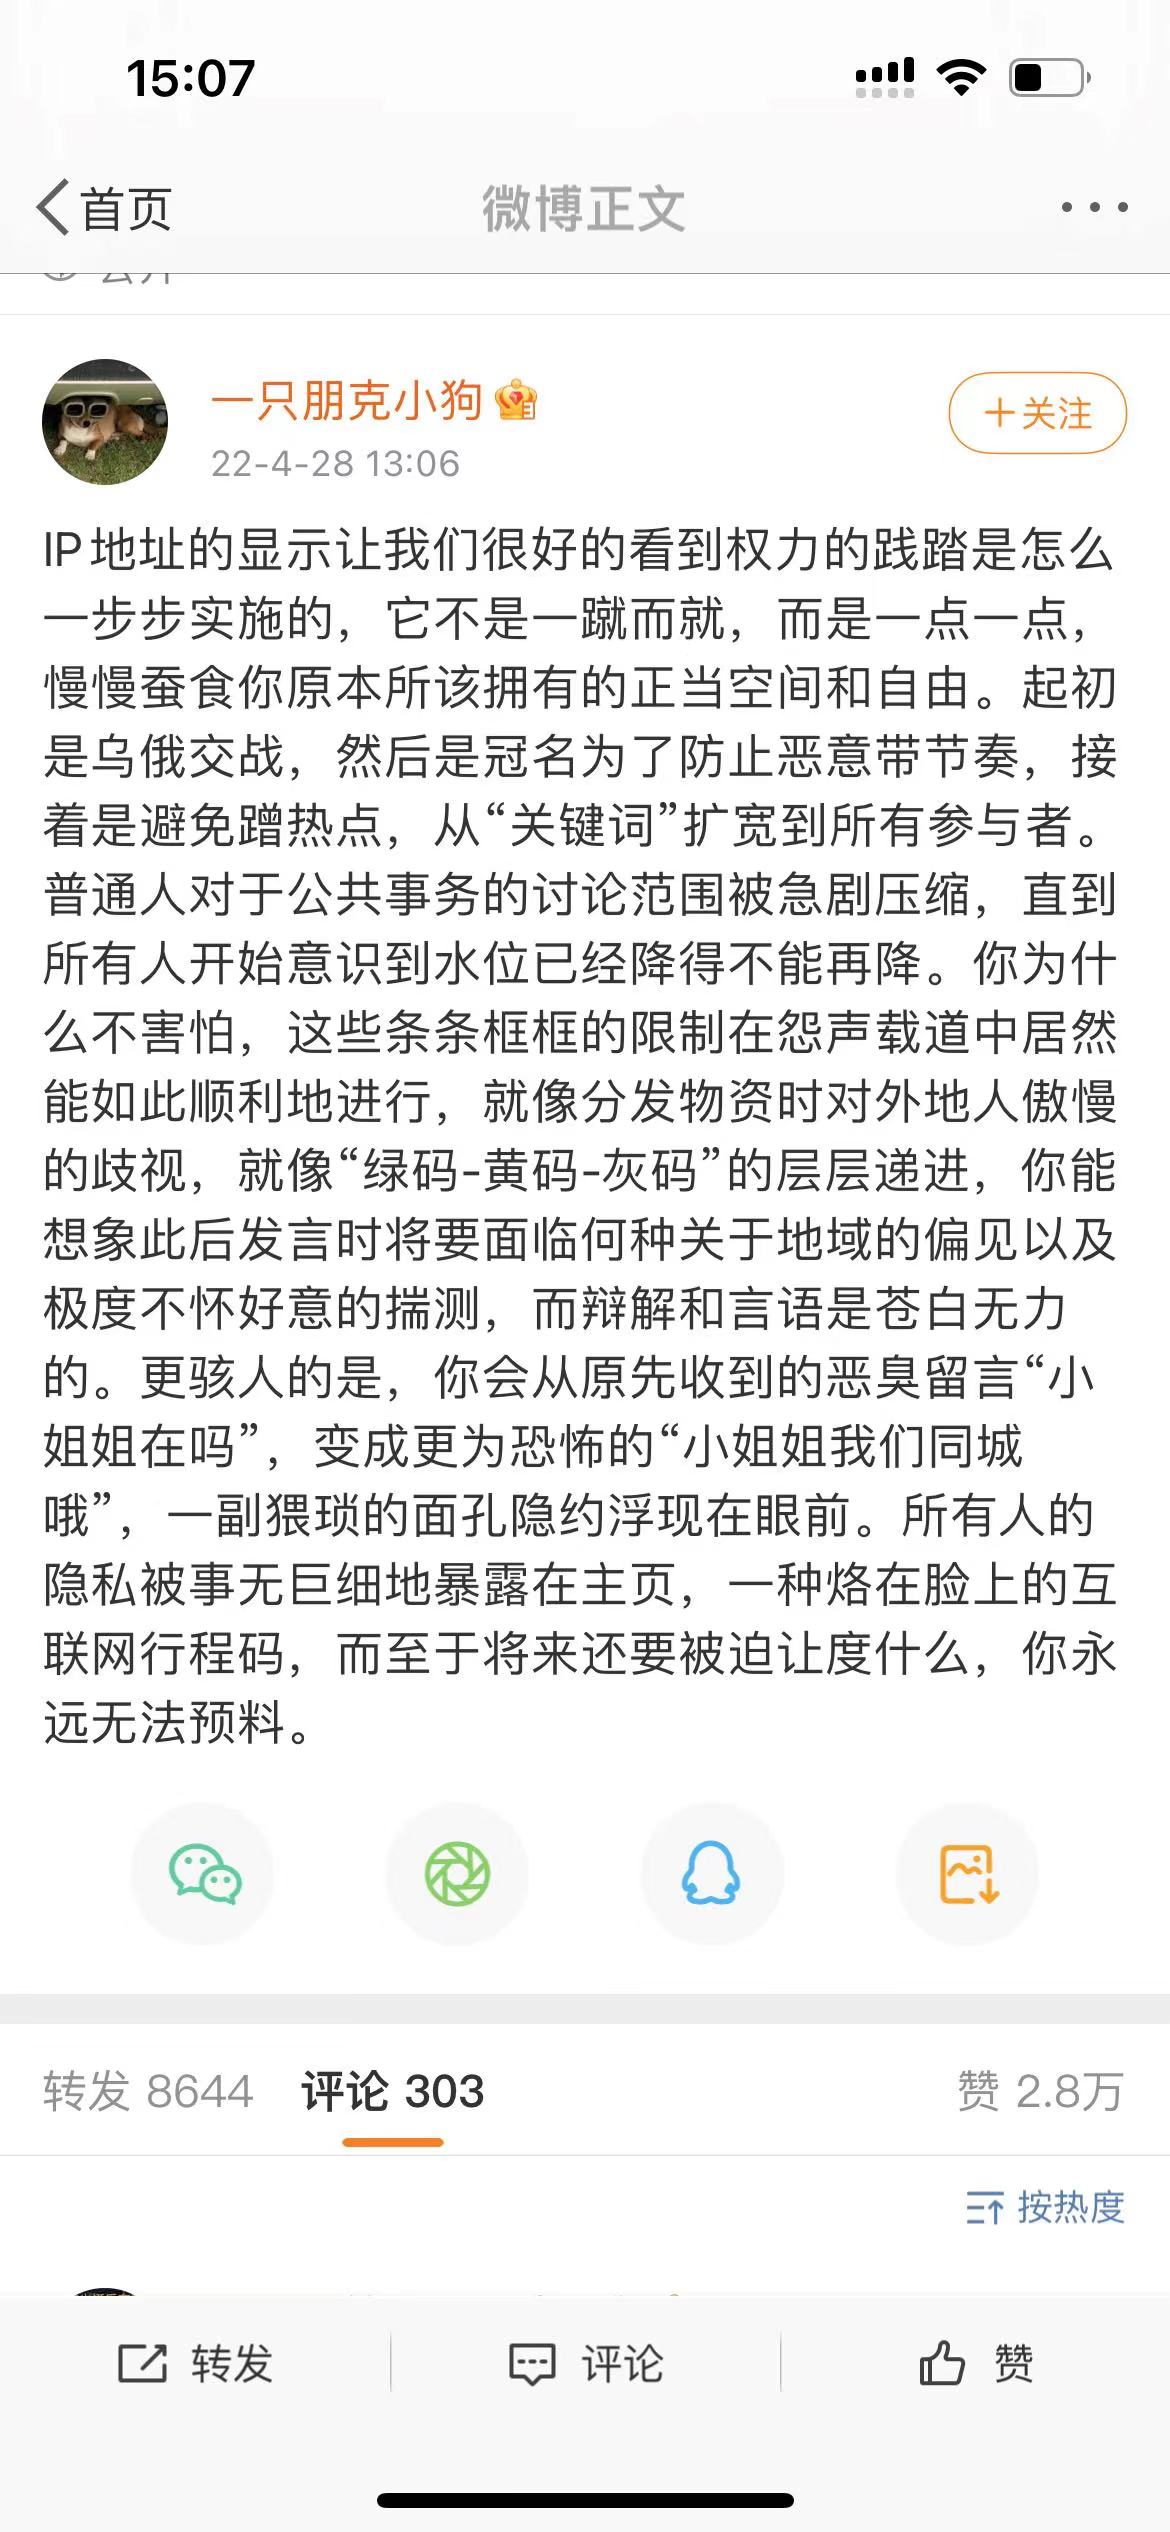 15:07
首页
微博正文
公开
一只朋克小狗
22-4-28 13:06
+关注
IP地址的显示让我们很好的看到权力的践踏是怎么
一步步实施的，它不是一蹴而就，而是一点一点，
慢慢蚕食你原本所该拥有的正当空间和自由。起初
是乌俄交战，然后是冠名为了防止恶意带节奏，接
着是避免蹭热点，从“关键词”扩宽到所有参与者。
普通人对于公共事务的讨论范围被急剧压缩，直到
所有人开始意识到水位已经降得不能再降。你为什
么不害怕，这些条条框框的限制在怨声载道中居然
能如此顺利地进行，就像分发物资时对外地人傲慢
的歧视，就像“绿码-黄码-灰码”的层层递进，你能
想象此后发言时将要面临何种关于地域的偏见以及
极度不怀好意的揣测，而辩解和言语是苍白无力
的。更骇人的是，你会从原先收到的恶臭留言“小
姐姐在吗”，变成更为恐怖的“小姐姐我们同城
哦”，一副猥琐的面孔隐约浮现在眼前。所有人的
隐私被事无巨细地暴露在主页，一种烙在脸上的互
联网行程码，而至于将来还要被迫让度什么，你永
远无法预料。
转发 8644
评论 303
赞 2.8万
按热度
转发
评论
赞